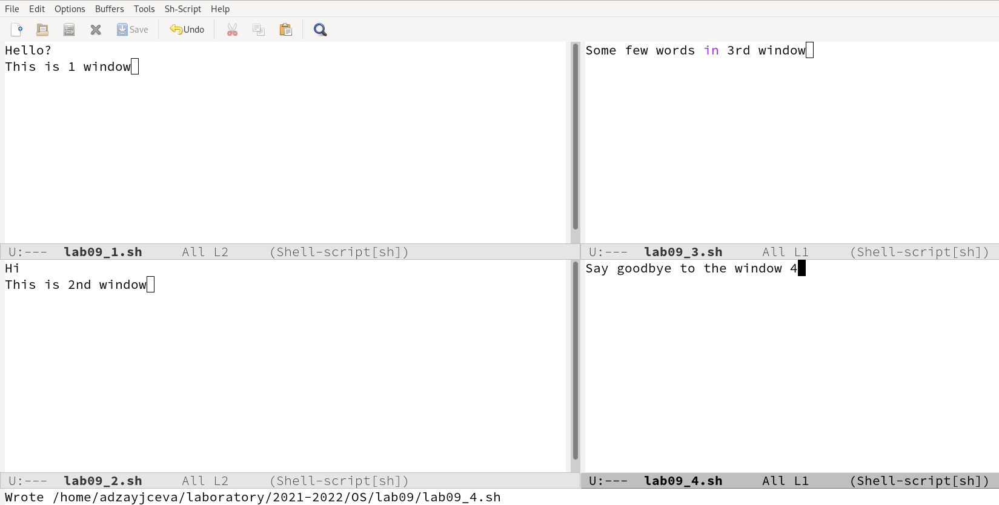 File Edit Options Buffers Tools Sh-Script Help
Save Undo
Hello?
This is 1 window
U:--- lab09_1.sh All L2 (Shell-script[sh])
Hi
This is 2nd window
U:--- lab09_2.sh All L2 (Shell-script[sh])
Some few words in 3rd window
U:--- lab09_3.sh All L1 (Shell-script[sh])
Say goodbye to the window 4
U:--- lab09_4.sh All L1 (Shell-script[sh])
Wrote /home/adzayjceva/laboratory/2021-2022/OS/lab09/lab09_4.sh